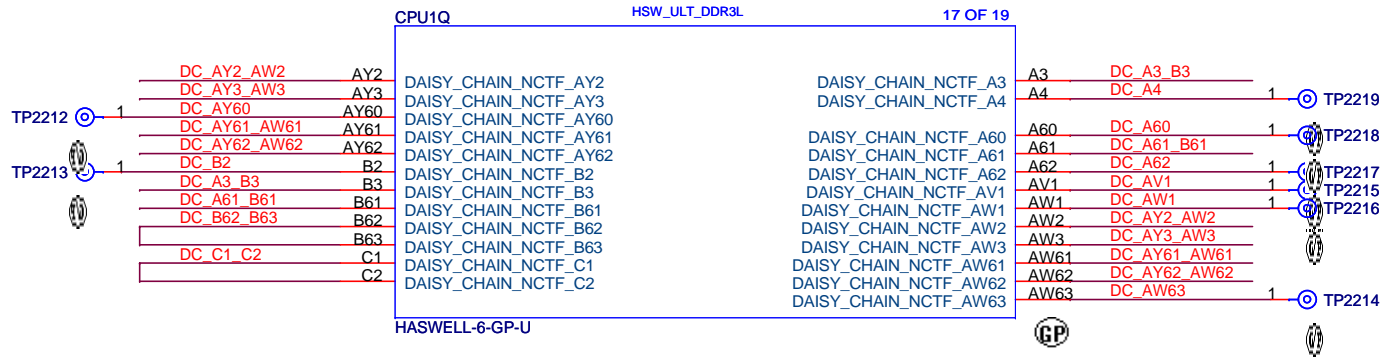 CPU1Q HSW_ULT_DDR3L 17 OF 19
DC_AY2_AW2 AY2 DAISY_CHAIN_NCTF_AY2
DC_AY3_AW3 AY3 DAISY_CHAIN_NCTF_AY3
TP2212 1 DC_AY60 AY60 DAISY_CHAIN_NCTF_AY60
DC_AY61_AW61 AY61 DAISY_CHAIN_NCTF_AY61
DC_AY62_AW62 AY62 DAISY_CHAIN_NCTF_AY62
TP2213 1 DC_B2 B2 DAISY_CHAIN_NCTF_B2
DC_A3_B3 B3 DAISY_CHAIN_NCTF_B3
DC_A61_B61 B61 DAISY_CHAIN_NCTF_B61
DC_B62_B63 B62 DAISY_CHAIN_NCTF_B62
B63 DAISY_CHAIN_NCTF_B63
DC_C1_C2 C1 DAISY_CHAIN_NCTF_C1
C2 DAISY_CHAIN_NCTF_C2
DAISY_CHAIN_NCTF_A3 A3 DC_A3_B3
DAISY_CHAIN_NCTF_A4 A4 DC_A4 1 TP2219
DAISY_CHAIN_NCTF_A60 A60 DC_A60 1 TP2218
DAISY_CHAIN_NCTF_A61 A61 DC_A61_B61
DAISY_CHAIN_NCTF_A62 A62 DC_A62 1 TP2217
DAISY_CHAIN_NCTF_AV1 AV1 DC_AV1 1 TP2215
DAISY_CHAIN_NCTF_AW1 AW1 DC_AW1 1 TP2216
DAISY_CHAIN_NCTF_AW2 AW2 DC_AY2_AW2
DAISY_CHAIN_NCTF_AW3 AW3 DC_AY3_AW3
DAISY_CHAIN_NCTF_AW61 AW61 DC_AY61_AW61
DAISY_CHAIN_NCTF_AW62 AW62 DC_AY62_AW62
DAISY_CHAIN_NCTF_AW63 AW63 DC_AW63 1 TP2214
HASWELL-6-GP-U
GP